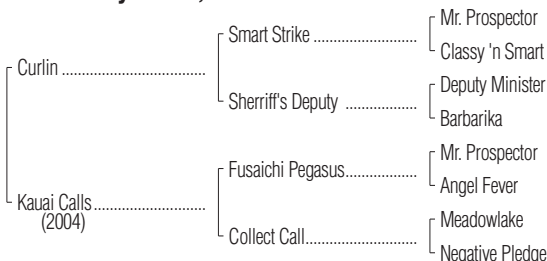 Mr. Prospector
Smart Strike
Classy 'n Smart
Curlin
Deputy Minister
Sherriff's Deputy
Barbarika
Mr. Prospector
Fusaichi Pegasus
Angel Fever
Kauai Calls
(2004)
Meadowlake
Collect Call
Negative Pledge